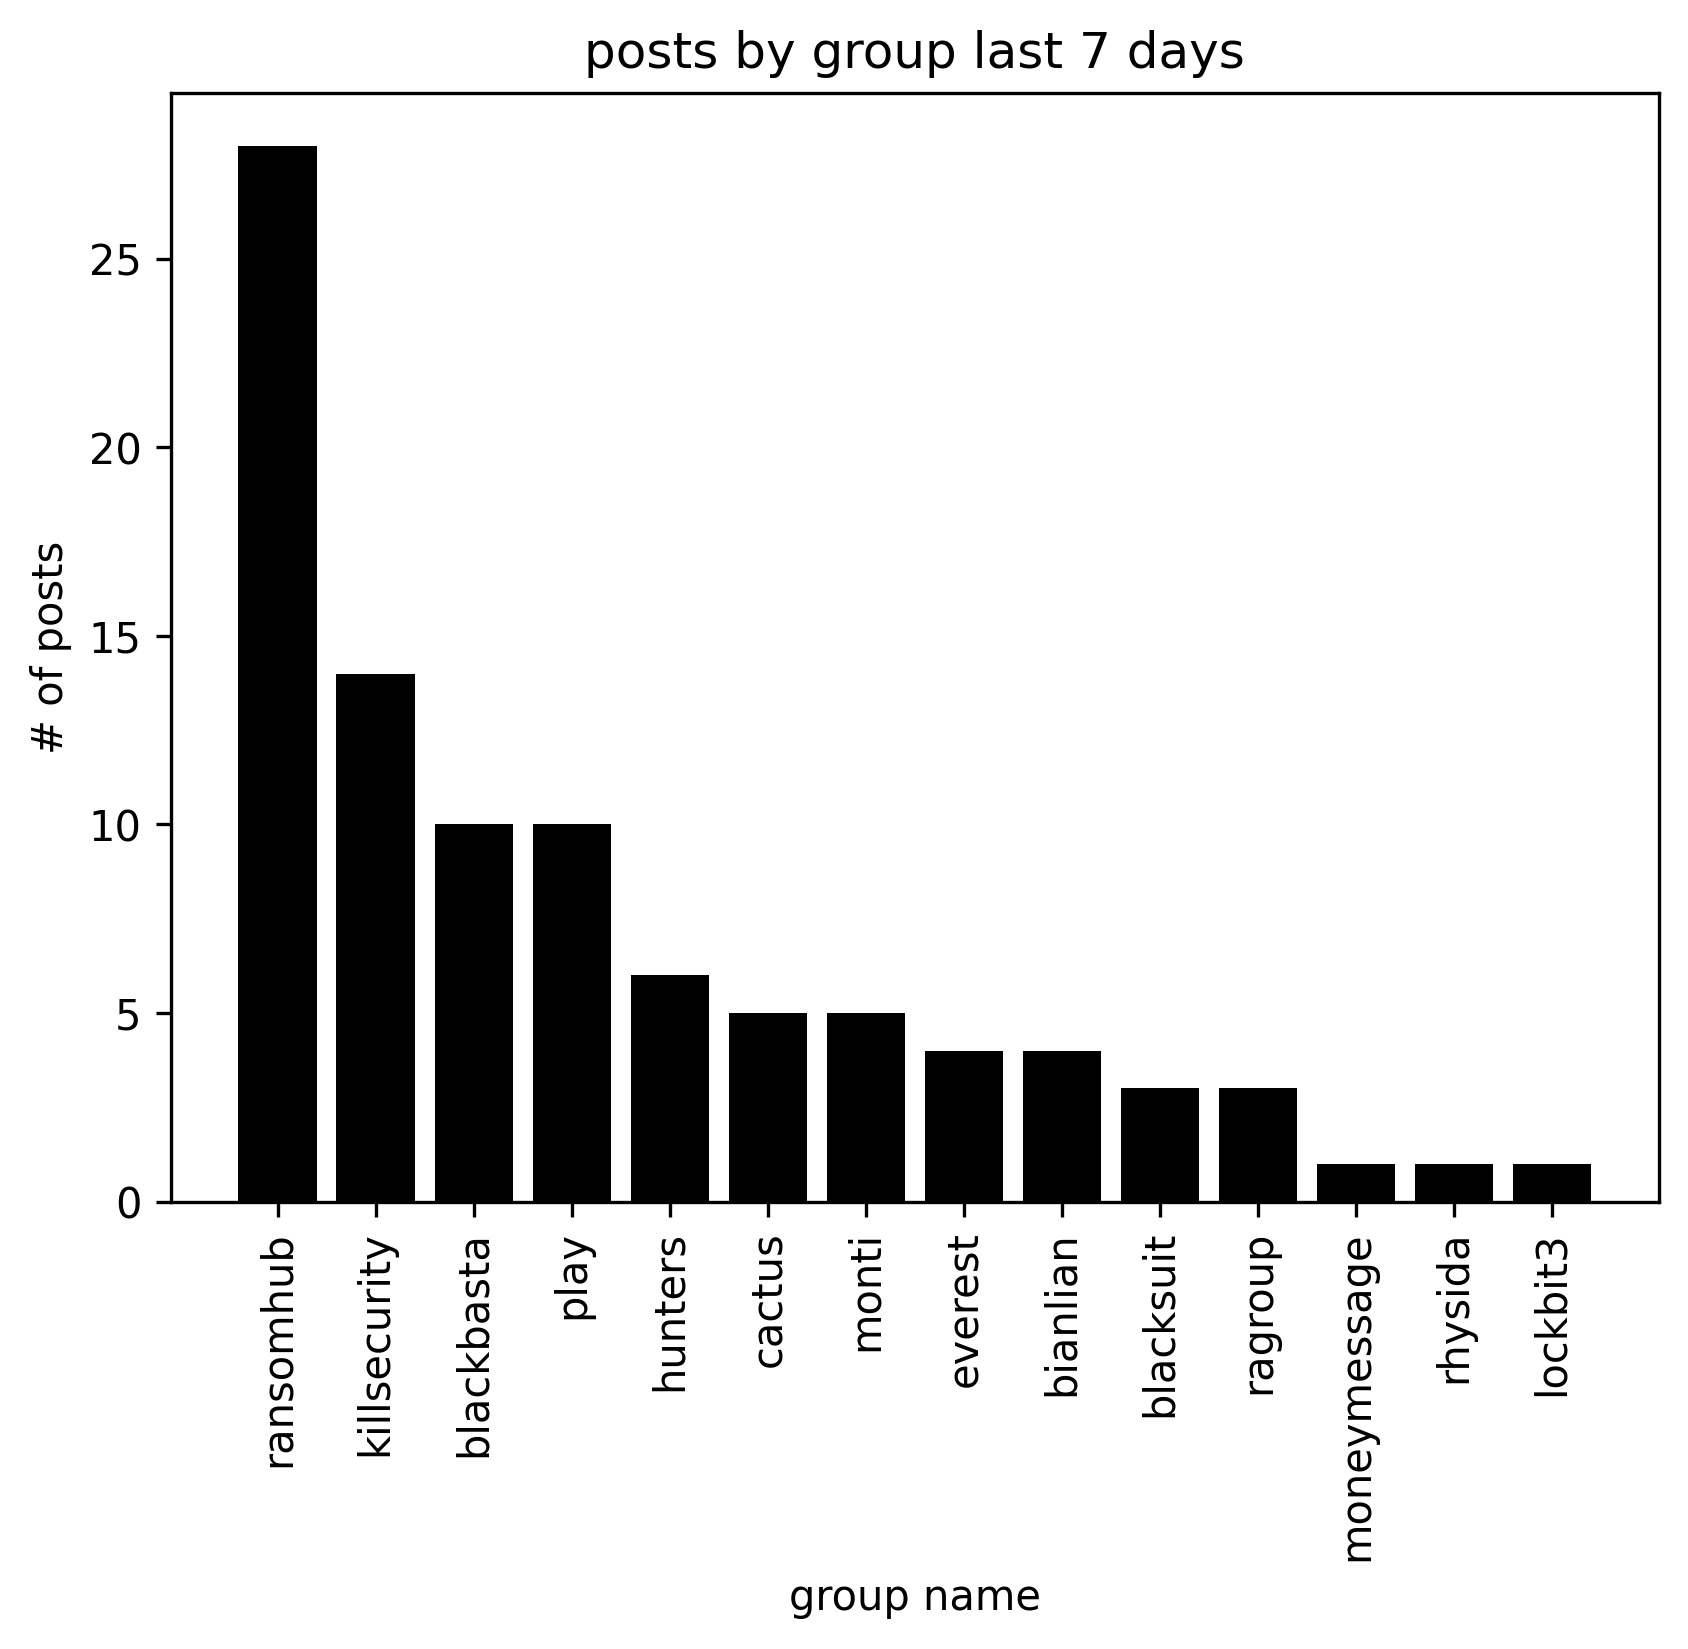 posts by group last 7 days
# of posts
25
20
15
10
5
0
ransomhub
killsecurity
blackbasta
play
hunters
cactus
monti
everest
bianlian
blacksuit
ragroup
moneymessage
rhysida
lockbit3
group name